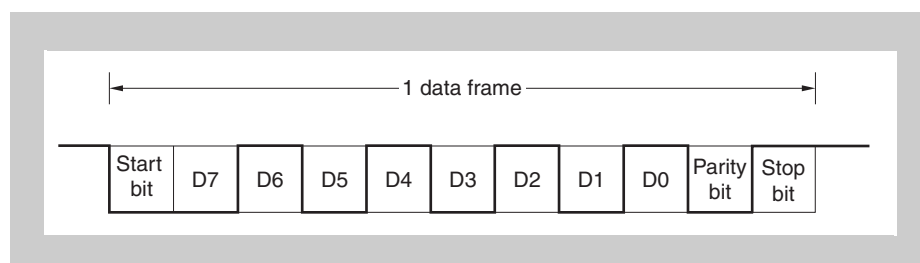 1 data frame
Start bit D7 D6 D5 D4 D3 D2 D1 D0 Parity bit Stop bit